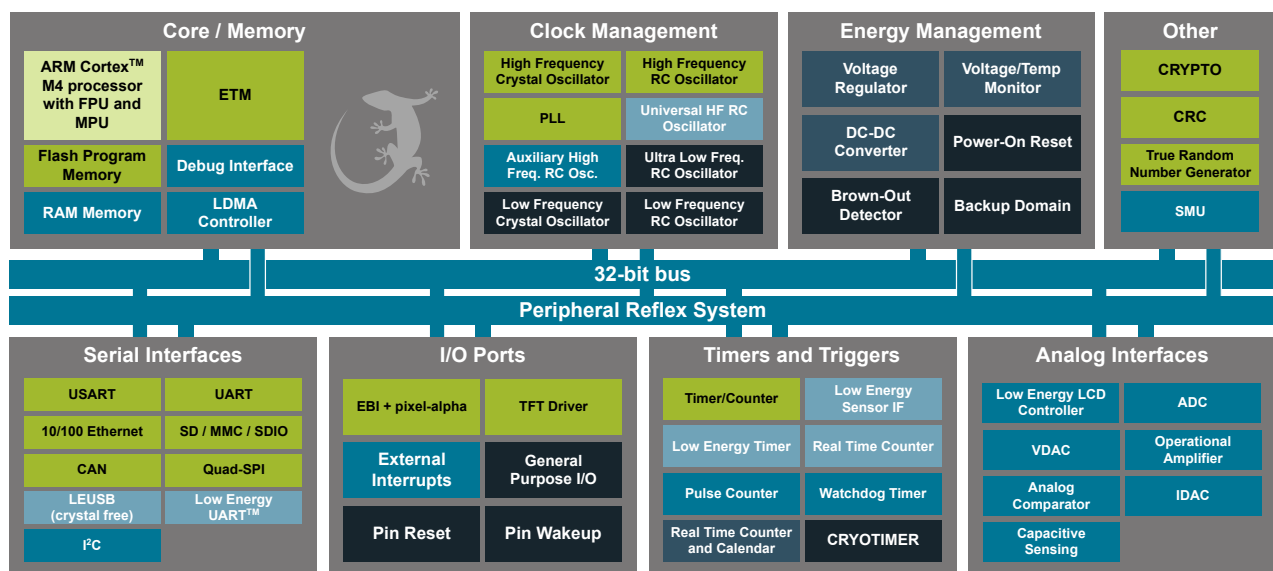 Core / Memory
ARM Cortex™
M4 processor
with FPU and
MPU
ETM
Flash Program
Memory
Debug Interface
RAM Memory
LDMA
Controller
Clock Management
High Frequency
Crystal Oscillator
High Frequency
RC Oscillator
PLL
Universal HF RC
Oscillator
Auxiliary High
Freq. RC Osc.
Ultra Low Freq.
RC Oscillator
Low Frequency
Crystal Oscillator
Low Frequency
RC Oscillator
Energy Management
Voltage
Regulator
Voltage/Temp
Monitor
DC-DC
Converter
Power-On Reset
Brown-Out
Detector
Backup Domain
Other
CRYPTO
CRC
True Random
Number Generator
SMU
32-bit bus
Peripheral Reflex System
Serial Interfaces
USART
UART
10/100 Ethernet
SD / MMC / SDIO
CAN
Quad-SPI
LEUSB
(crystal free)
Low Energy
UART™
I²C
I/O Ports
EBI + pixel-alpha
TFT Driver
External
Interrupts
General
Purpose I/O
Pin Reset
Pin Wakeup
Timers and Triggers
Timer/Counter
Low Energy
Sensor IF
Low Energy Timer
Real Time Counter
Pulse Counter
Watchdog Timer
Real Time Counter
and Calendar
CRYOTIMER
Analog Interfaces
Low Energy LCD
Controller
ADC
VDAC
Operational
Amplifier
Analog
Comparator
IDAC
Capacitive
Sensing